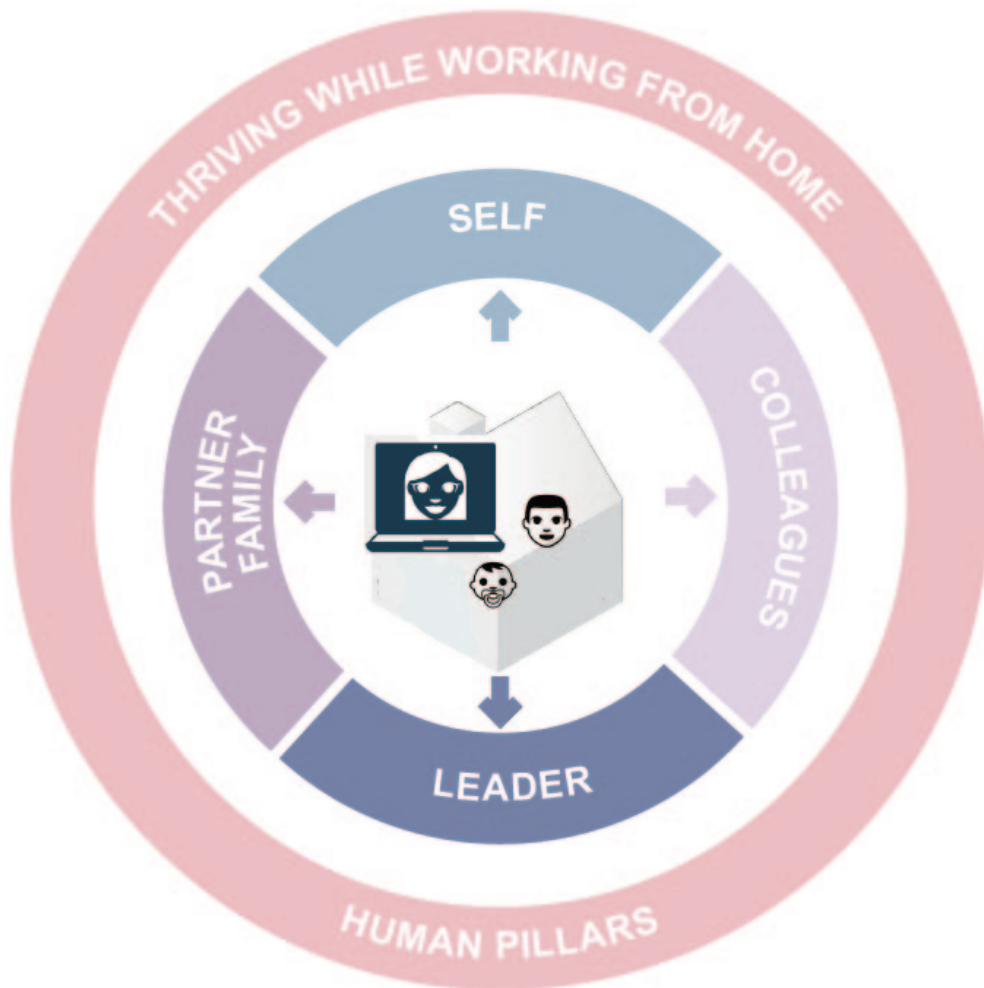 THRIVING WHILE WORKING FROM HOME
SELF
PARTNER
FAMILY
COLLEAGUES
LEADER
HUMAN PILLARS